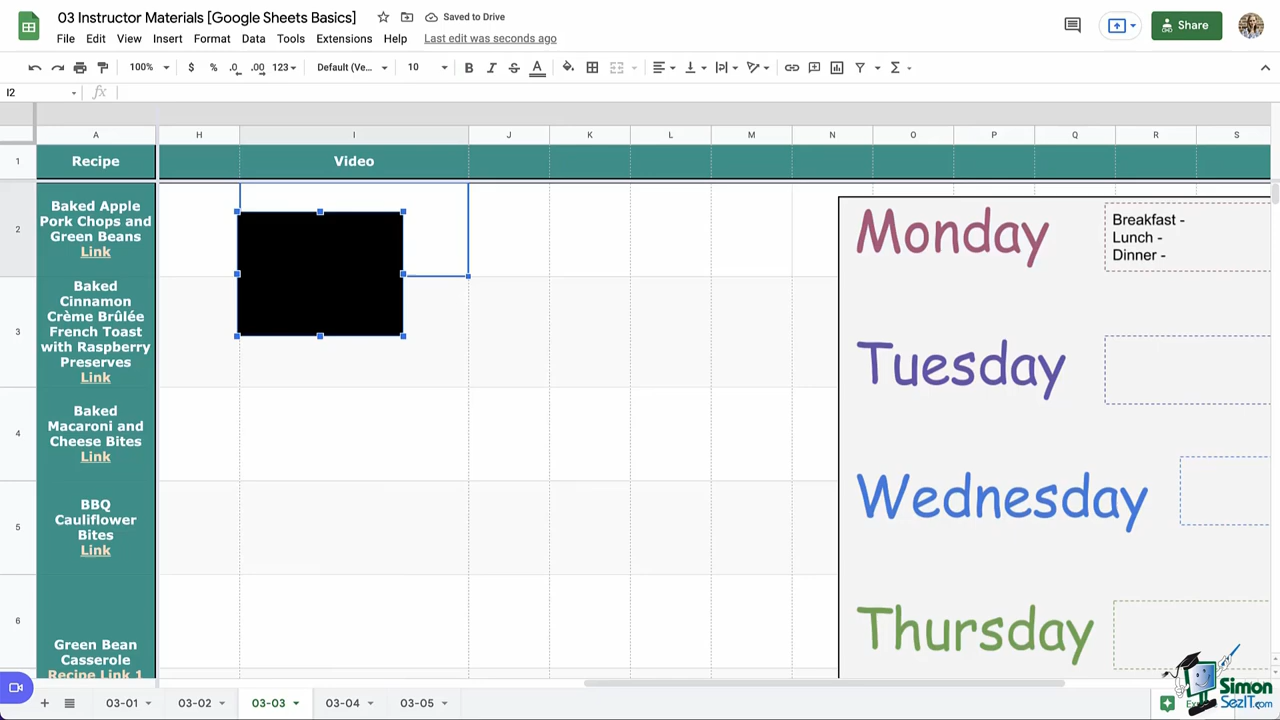 03 Instructor Materials [Google Sheets Basics]
Saved to Drive
File Edit View Insert Format Data Tools Extensions Help Last edit was seconds ago
Share
100% $ % .0 .00 123 Default (Ve... 10 B I S A
I2 fx
A H I J K L M N O P Q R S
1 Recipe Video
2
Baked Apple
Pork Chops and
Green Beans
Link
3
Baked
Cinnamon
Crème Brûlée
French Toast
with Raspberry
Preserves
Link
4
Baked
Macaroni and
Cheese Bites
Link
5
BBQ
Cauliflower
Bites
Link
6
Green Bean
Casserole
Recipe Link 1
Monday
Breakfast -
Lunch -
Dinner -
Tuesday
Wednesday
Thursday
03-01 03-02 03-03 03-04 03-05
Simon
SezIT.com